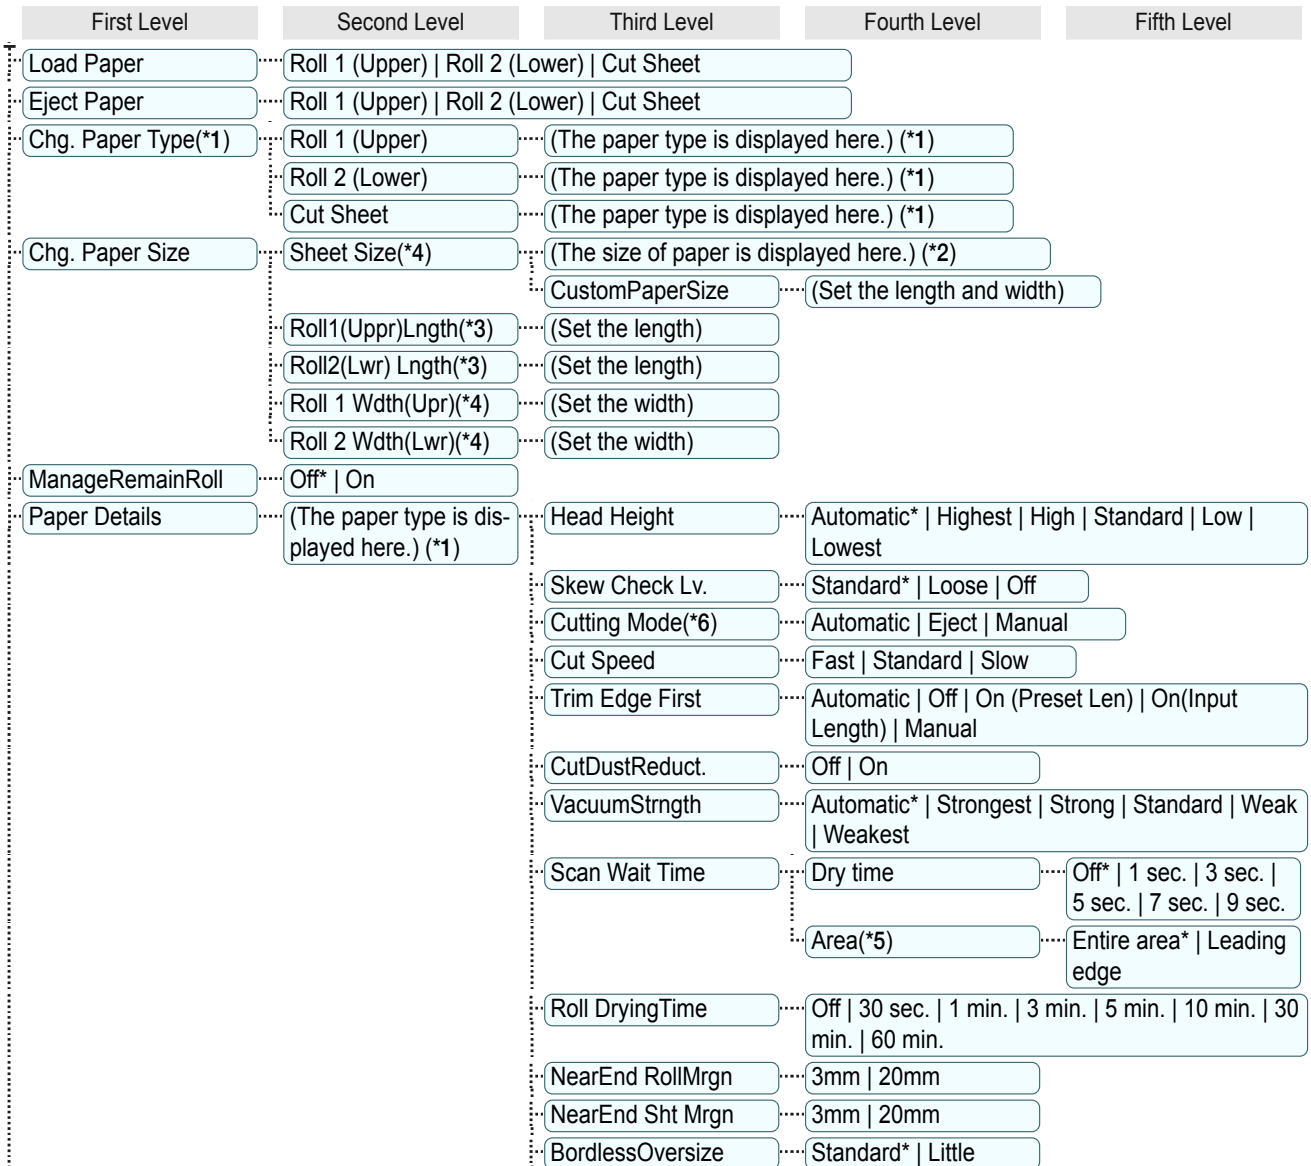 First Level Second Level Third Level Fourth Level Fifth Level
Load Paper Roll 1 (Upper) | Roll 2 (Lower) | Cut Sheet
Eject Paper Roll 1 (Upper) | Roll 2 (Lower) | Cut Sheet
Chg. Paper Type(*1) Roll 1 (Upper) (The paper type is displayed here.) (*1)
Roll 2 (Lower) (The paper type is displayed here.) (*1)
Cut Sheet (The paper type is displayed here.) (*1)
Chg. Paper Size Sheet Size(*4) (The size of paper is displayed here.) (*2)
CustomPaperSize (Set the length and width)
Roll1(Uppr)Lngth(*3) (Set the length)
Roll2(Lwr) Lngth(*3) (Set the length)
Roll 1 Wdth(Upr)(*4) (Set the width)
Roll 2 Wdth(Lwr)(*4) (Set the width)
ManageRemainRoll Off* | On
Paper Details (The paper type is dis-
played here.) (*1)
Head Height Automatic* | Highest | High | Standard | Low |
Lowest
Skew Check Lv. Standard* | Loose | Off
Cutting Mode(*6) Automatic | Eject | Manual
Cut Speed Fast | Standard | Slow
Trim Edge First Automatic | Off | On (Preset Len) | On(Input
Length) | Manual
CutDustReduct. Off | On
VacuumStrngth Automatic* | Strongest | Strong | Standard | Weak
| Weakest
Scan Wait Time Dry time Off* | 1 sec. | 3 sec. |
5 sec. | 7 sec. | 9 sec.
Area(*5) Entire area* | Leading
edge
Roll DryingTime Off | 30 sec. | 1 min. | 3 min. | 5 min. | 10 min. | 30
min. | 60 min.
NearEnd RollMrgn 3mm | 20mm
NearEnd Sht Mrgn 3mm | 20mm
BordlessOversize Standard* | Little